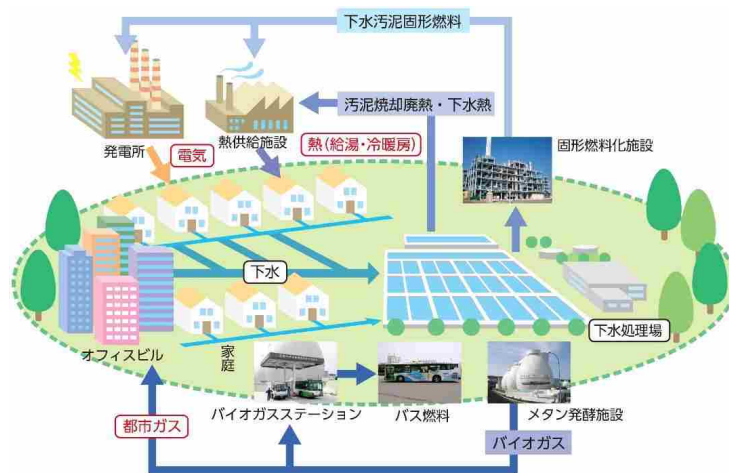 下水汚泥固形燃料
汚泥焼却廃熱・下水熱
発電所
熱供給施設
電気
熱(給湯・冷暖房)
固形燃料化施設
下水
下水処理場
オフィスビル
家庭
バイオガスステーション
バス燃料
メタン発酵施設
都市ガス
バイオガス